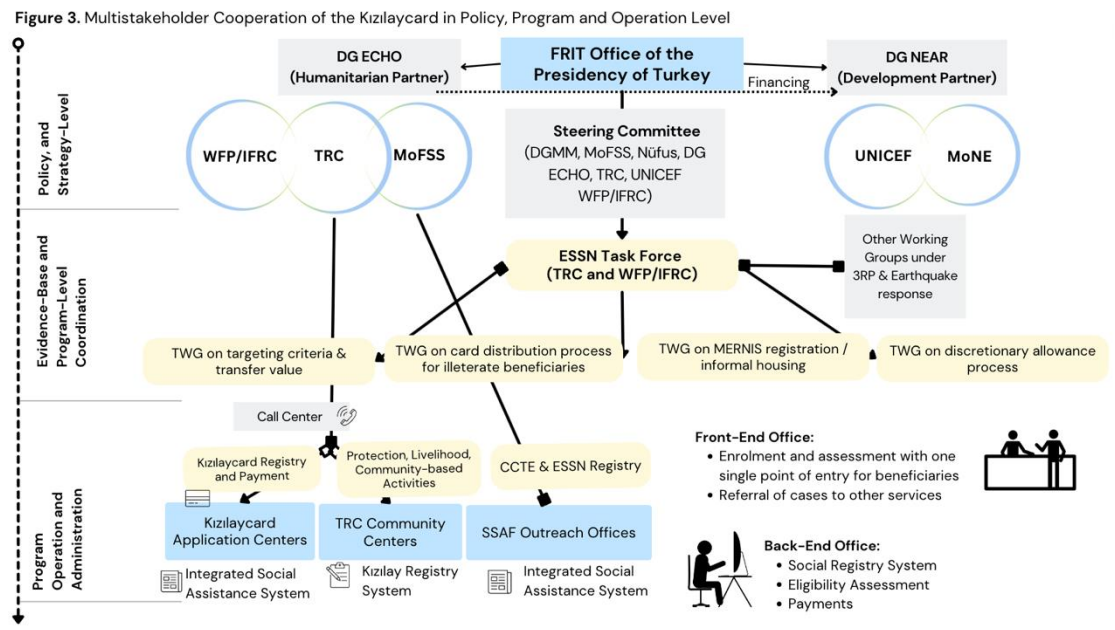 Figure 3. Multistakeholder Cooperation of the Kızılaycard in Policy, Program and Operation Level
DG ECHO
(Humanitarian Partner)
FRIT Office of the
Presidency of Turkey
DG NEAR
(Development Partner)
Financing
Policy, and
Strategy-Level
WFP/IFRC
TRC
MoFSS
Steering Committee
(DGMM, MoFSS, Nüfus, DG
ECHO, TRC, UNICEF
WFP/IFRC)
UNICEF
MoNE
Evidence-Base and
Program-Level
Coordination
ESSN Task Force
(TRC and WFP/IFRC)
Other Working
Groups under
3RP & Earthquake
response
TWG on targeting criteria &
transfer value
TWG on card distribution process
for illeterate beneficiaries
TWG on MERNIS registration /
informal housing
TWG on discretionary allowance
process
Program
Operation and
Administration
Call Center
Kızılaycard Registry
and Payment
Protection, Livelihood,
Community-based
Activities
CCTE & ESSN Registry
Kızılaycard
Application Centers
TRC Community
Centers
SSAF Outreach Offices
Integrated Social
Assistance System
Kızılay Registry
System
Integrated Social
Assistance System
Front-End Office:
• Enrolment and assessment with one
single point of entry for beneficiaries
• Referral of cases to other services
Back-End Office:
• Social Registry System
• Eligibility Assessment
• Payments